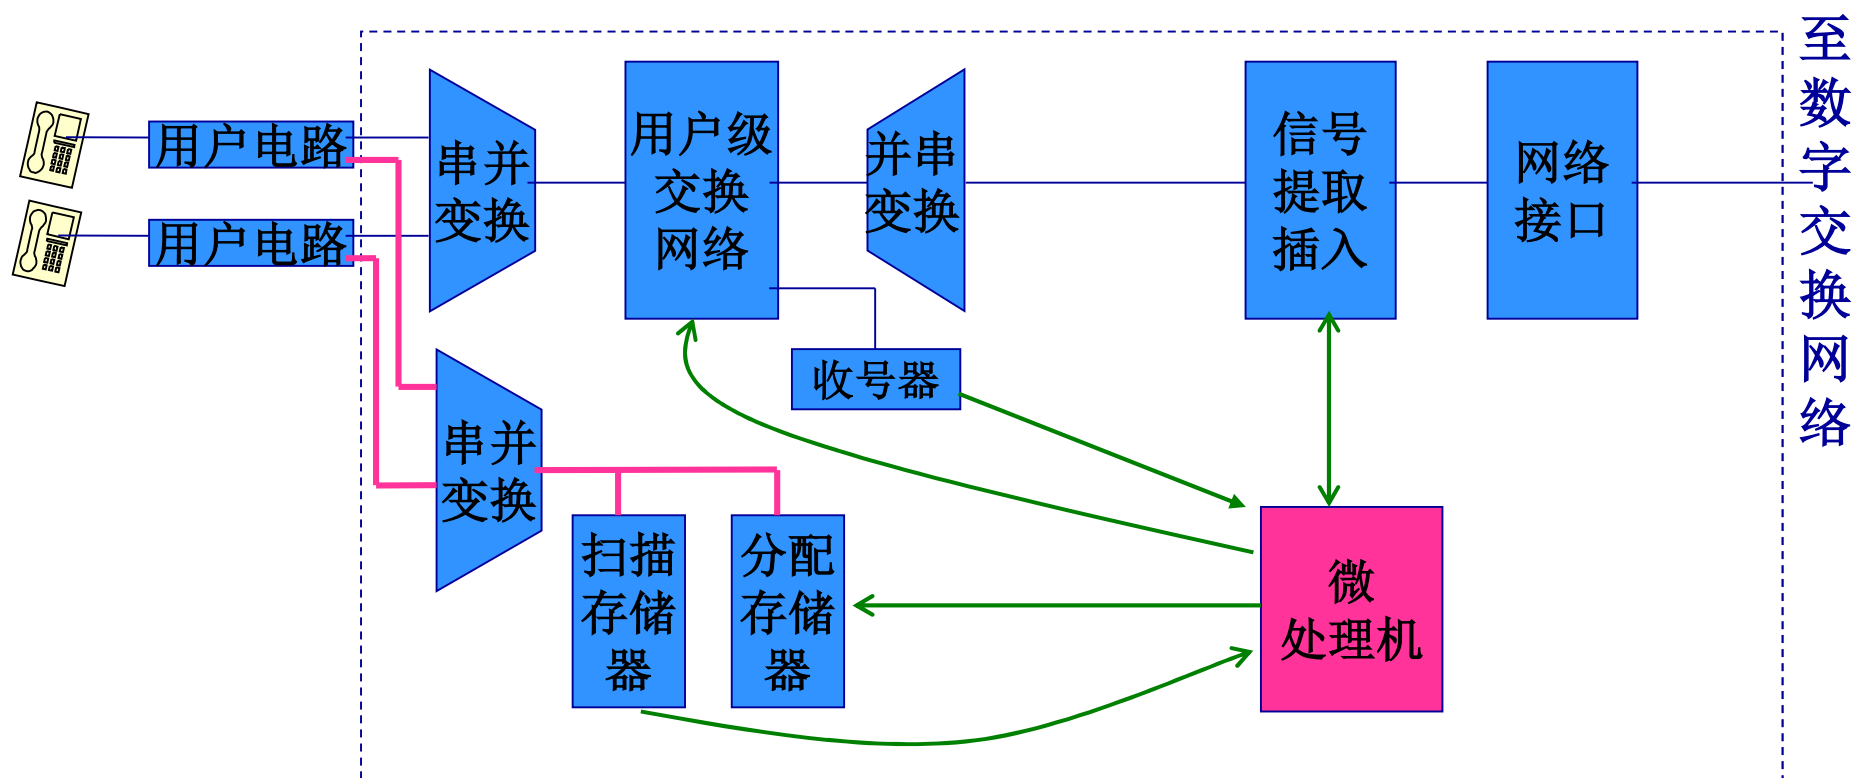 用户电路
用户电路
串并
变换
用户级
交换
网络
并串
变换
信号
提取
插入
网络
接口
至
数
字
交
换
网
络
收号器
串并
变换
扫描
存储
器
分配
存储
器
微
处理机